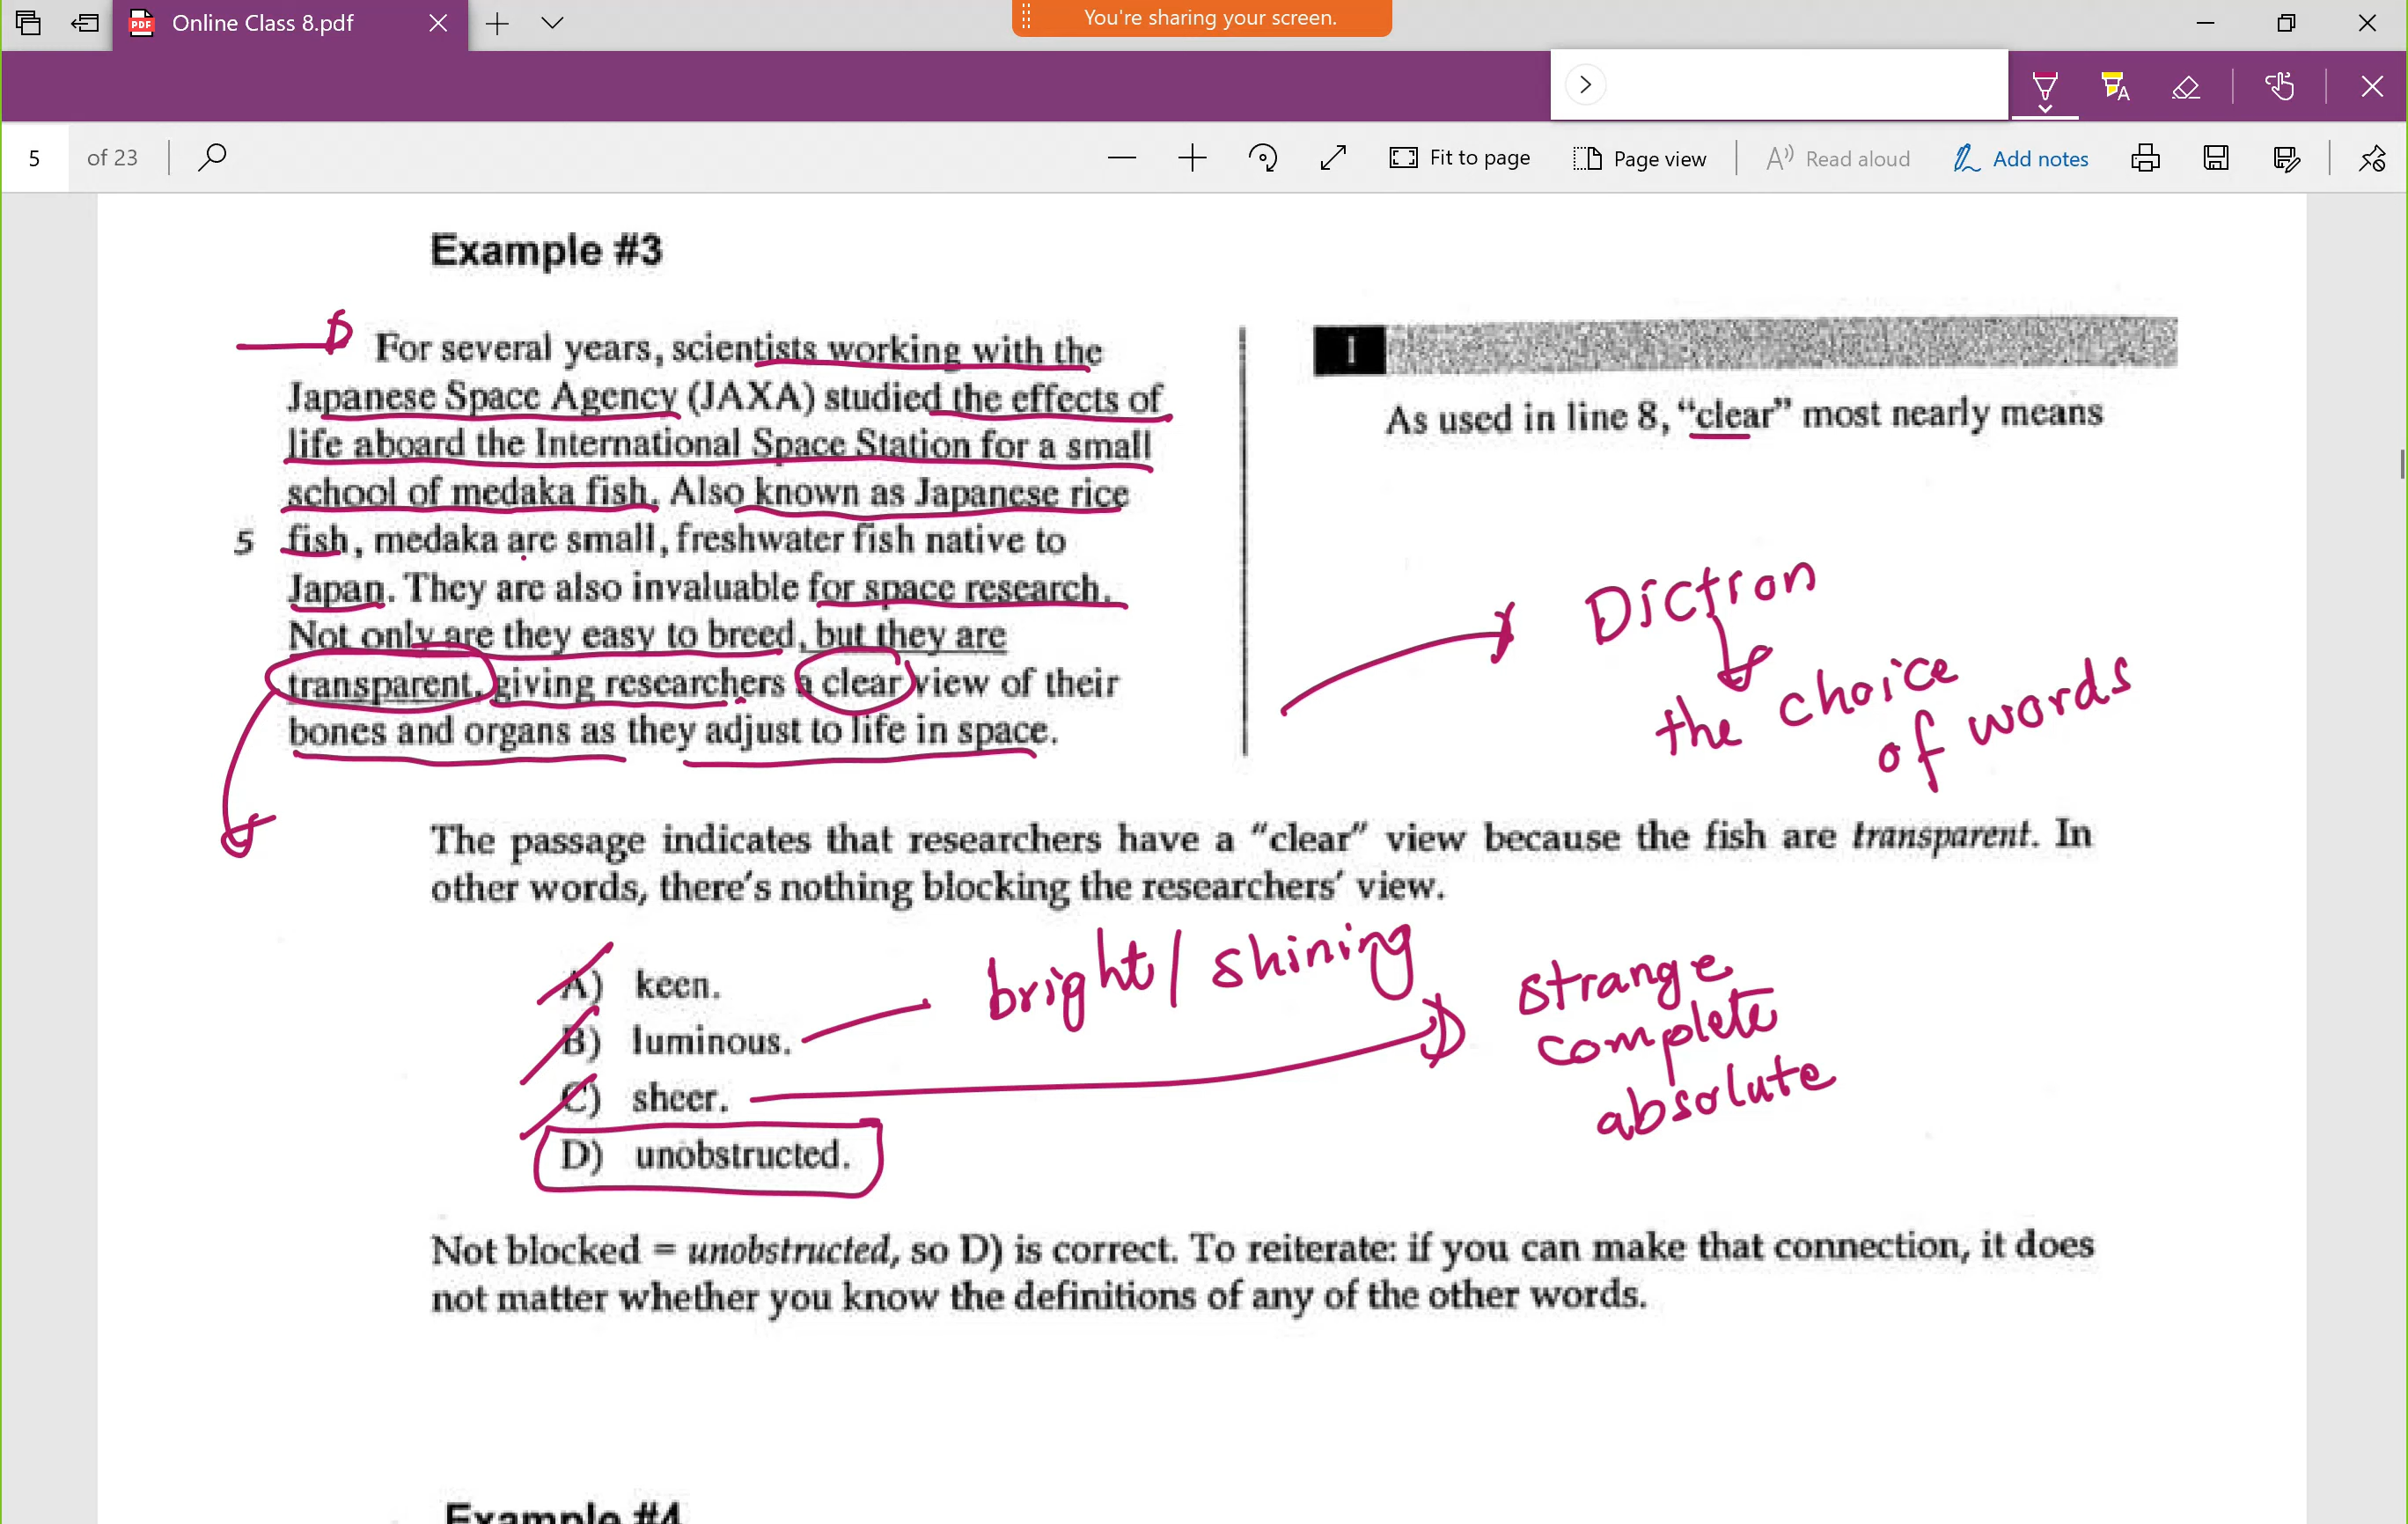 Online Class 8.pdf
You're sharing your screen.
5 of 23
Fit to page
Page view
Read aloud
Add notes
Example #3
For several years, scientists working with the
Japanese Space Agency (JAXA) studied the effects of
life aboard the International Space Station for a small
school of medaka fish. Also known as Japanese rice
5 fish, medaka are small, freshwater fish native to
Japan. They are also invaluable for space research.
Not only are they easy to breed, but they are
transparent, giving researchers a clear view of their
bones and organs as they adjust to life in space.
1
As used in line 8, “clear” most nearly means
Diction
the choice
of words
The passage indicates that researchers have a “clear” view because the fish are transparent. In
other words, there’s nothing blocking the researchers’ view.
A) keen.
B) luminous.
C) sheer.
D) unobstructed.
bright/shining
strange
complete
absolute
Not blocked = unobstructed, so D) is correct. To reiterate: if you can make that connection, it does
not matter whether you know the definitions of any of the other words.
Example #4